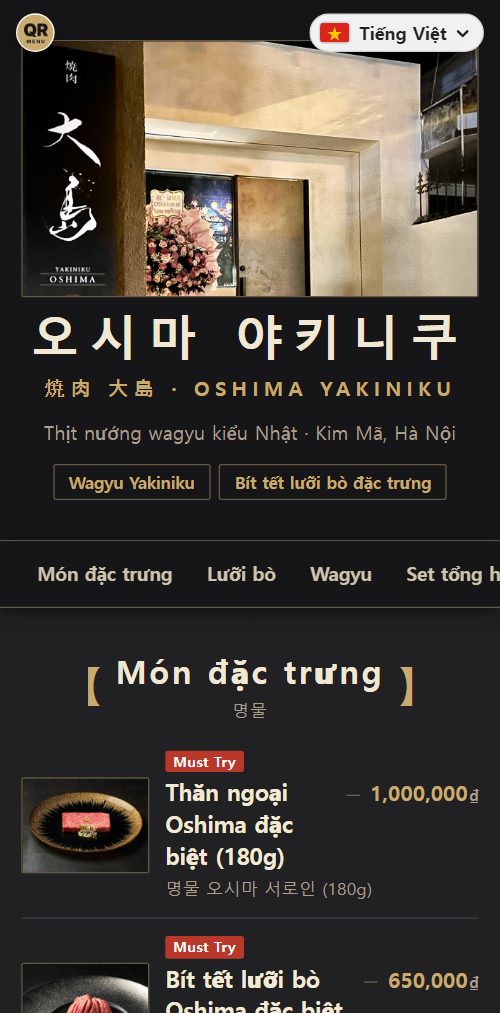 QR
MENU
Tiếng Việt
焼肉
大島
YAKINIKU
OSHIMA
오시마 야키니쿠
焼肉 大島 · OSHIMA YAKINIKU
Thịt nướng wagyu kiểu Nhật · Kim Mã, Hà Nội
Wagyu Yakiniku
Bít tết lưỡi bò đặc trưng
Món đặc trưng
Lưỡi bò
Wagyu
Set tổng h
【 Món đặc trưng 】
명물
Must Try
Thăn ngoại
Oshima đặc
biệt (180g)
— 1,000,000₫
명물 오시마 서로인 (180g)
Must Try
Bít tết lưỡi bò
Oshima đặc biệt
— 650,000₫